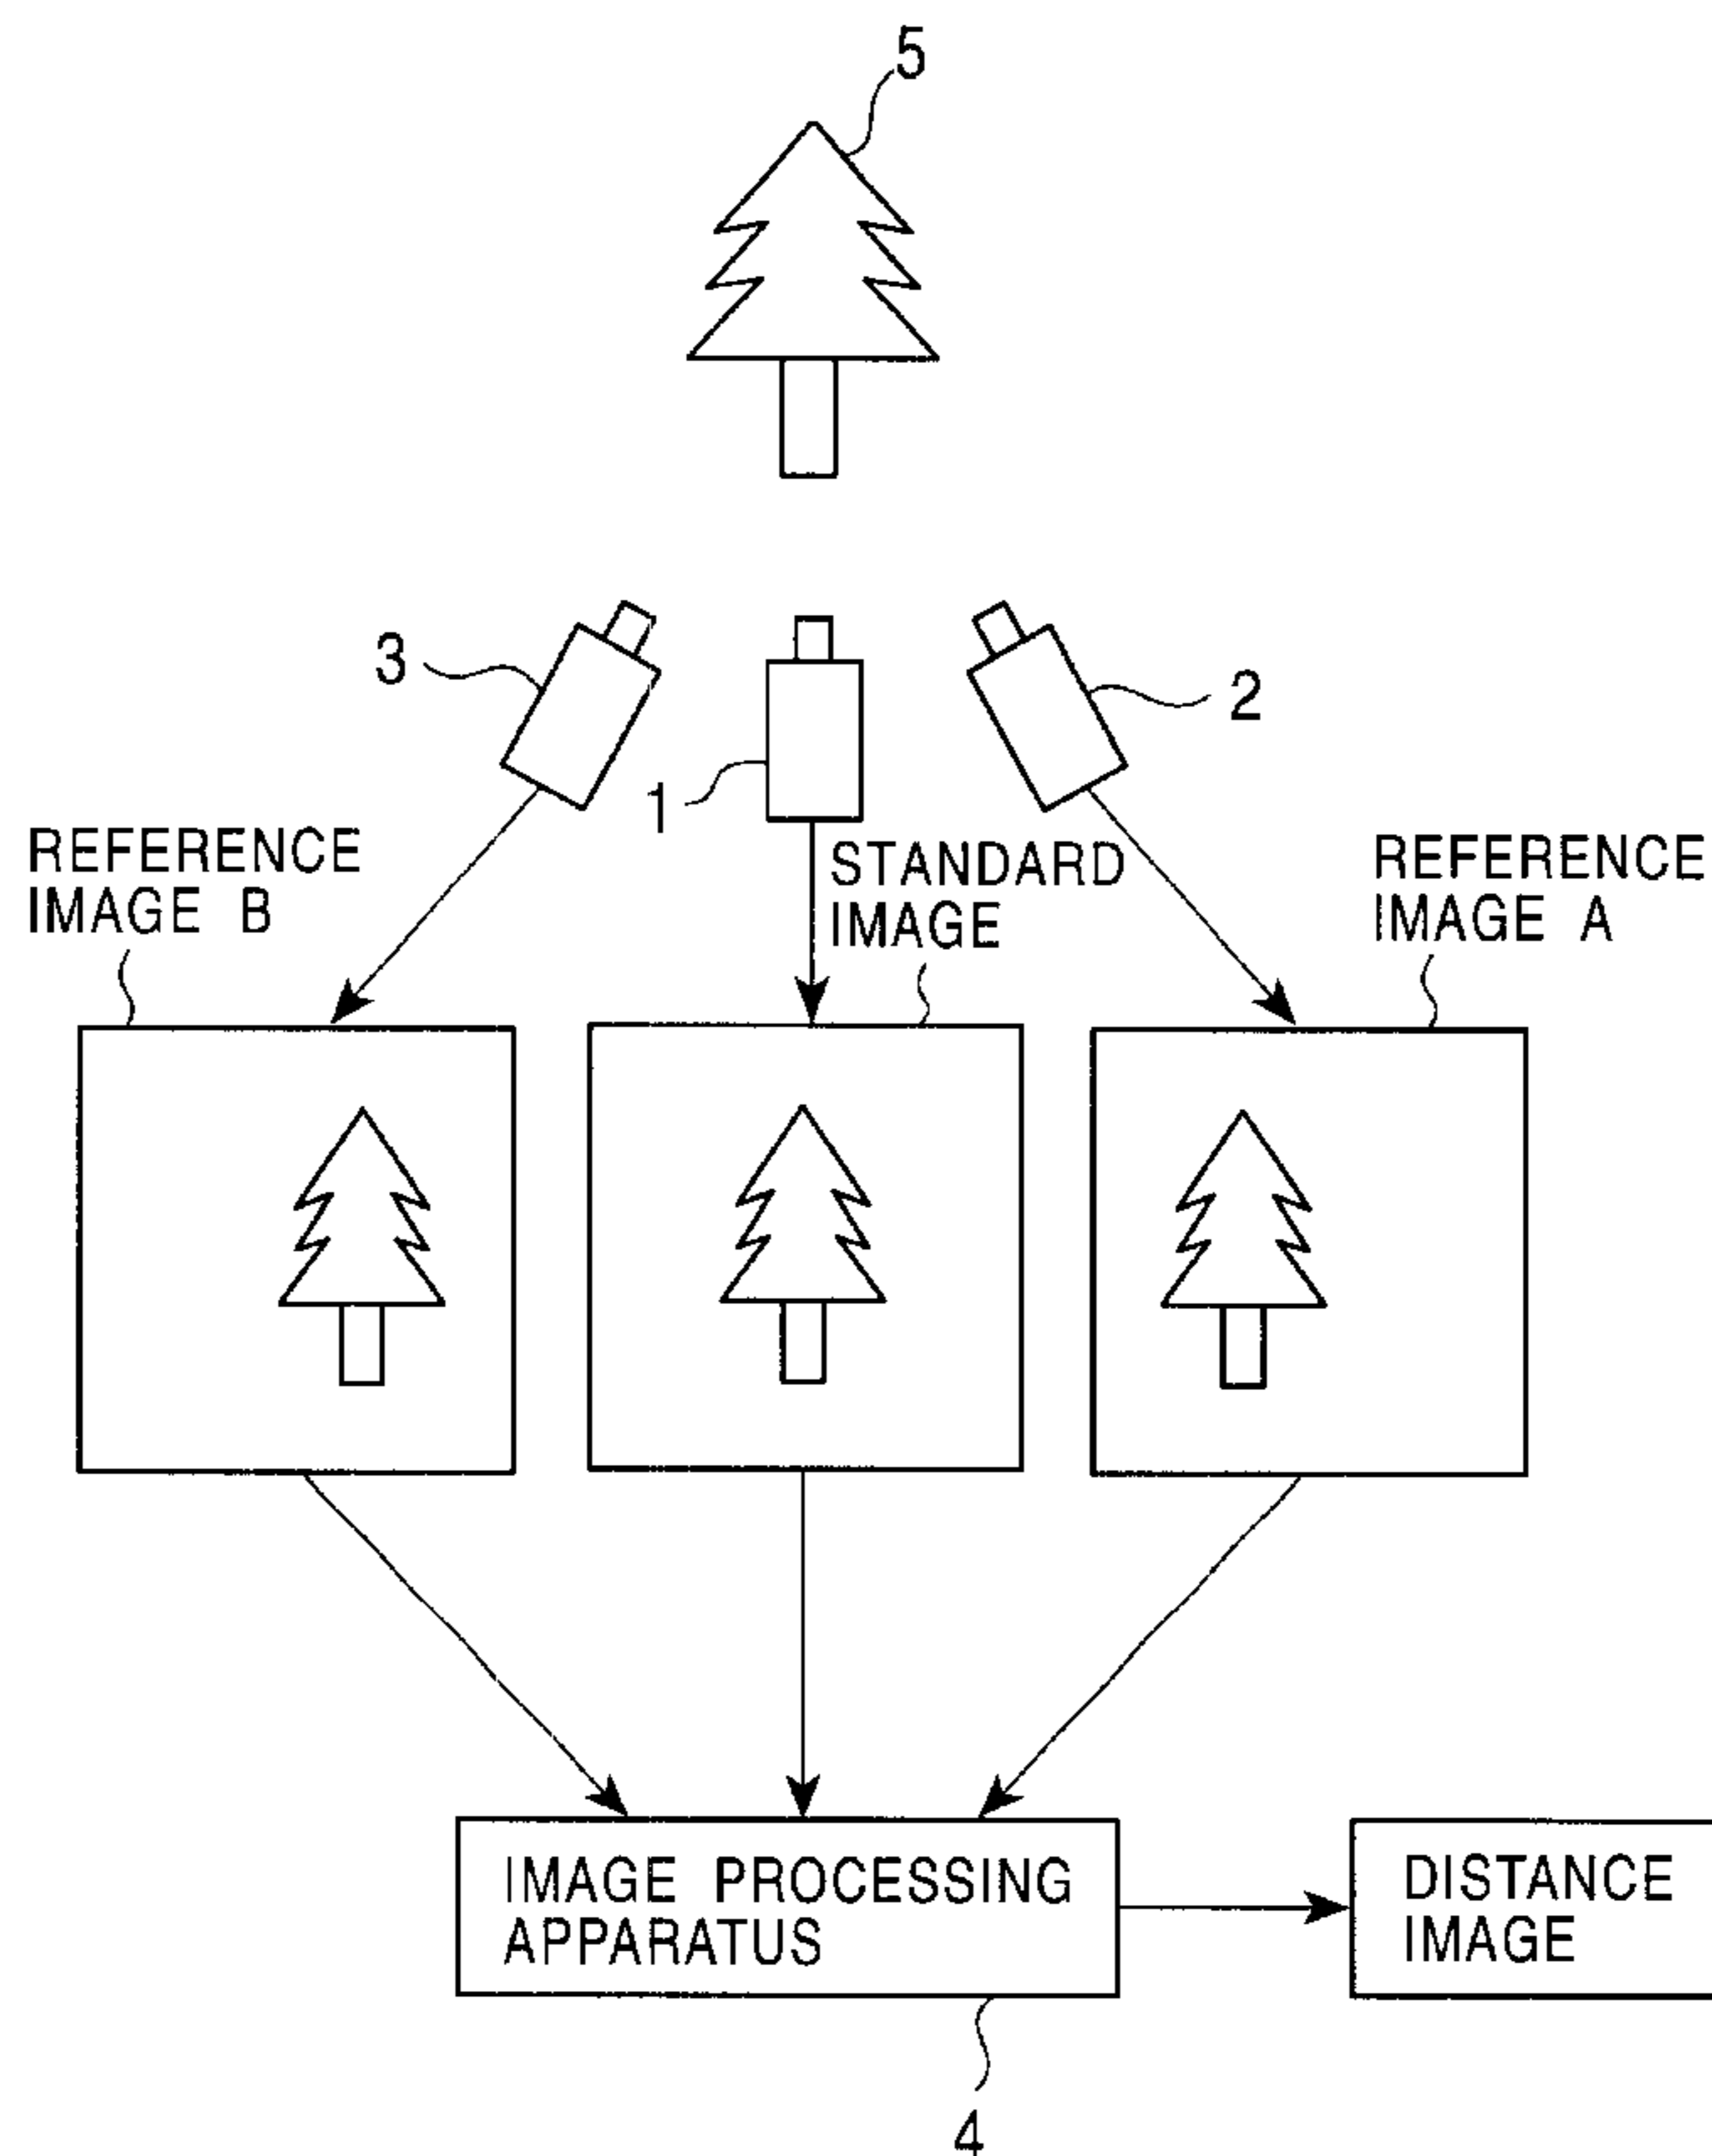 5
3
2
1
REFERENCE
IMAGE B
STANDARD
IMAGE
REFERENCE
IMAGE A
IMAGE PROCESSING
APPARATUS
DISTANCE
IMAGE
4